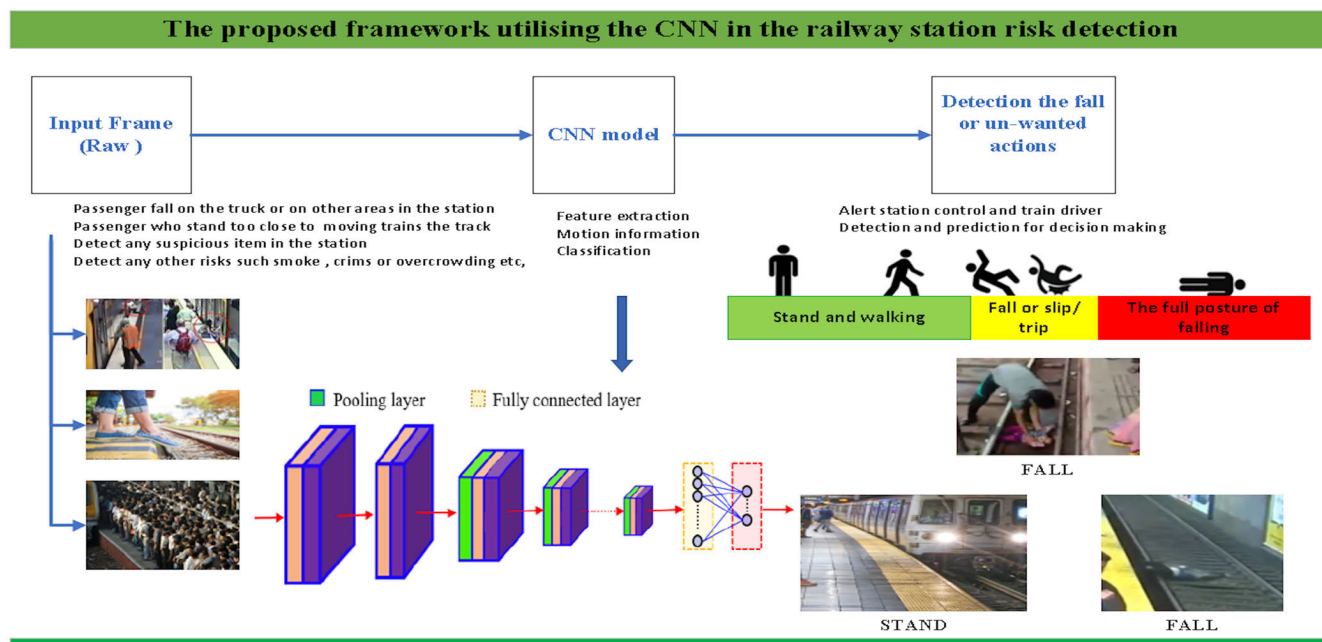 The proposed framework utilising the CNN in the railway station risk detection
Input Frame
(Raw )
CNN model
Detection the fall
or un-wanted
actions
Passenger fall on the truck or on other areas in the station
Passenger who stand too close to  moving trains the track
Detect any suspicious item in the station
Detect any other risks such smoke , crims or overcrowding etc,
Feature extraction
Motion information
Classification
Alert station control and train driver
Detection and prediction for decision making
Stand and walking
Fall or slip/
trip
The full posture of
falling
Pooling layer
Fully connected layer
FALL
STAND
FALL